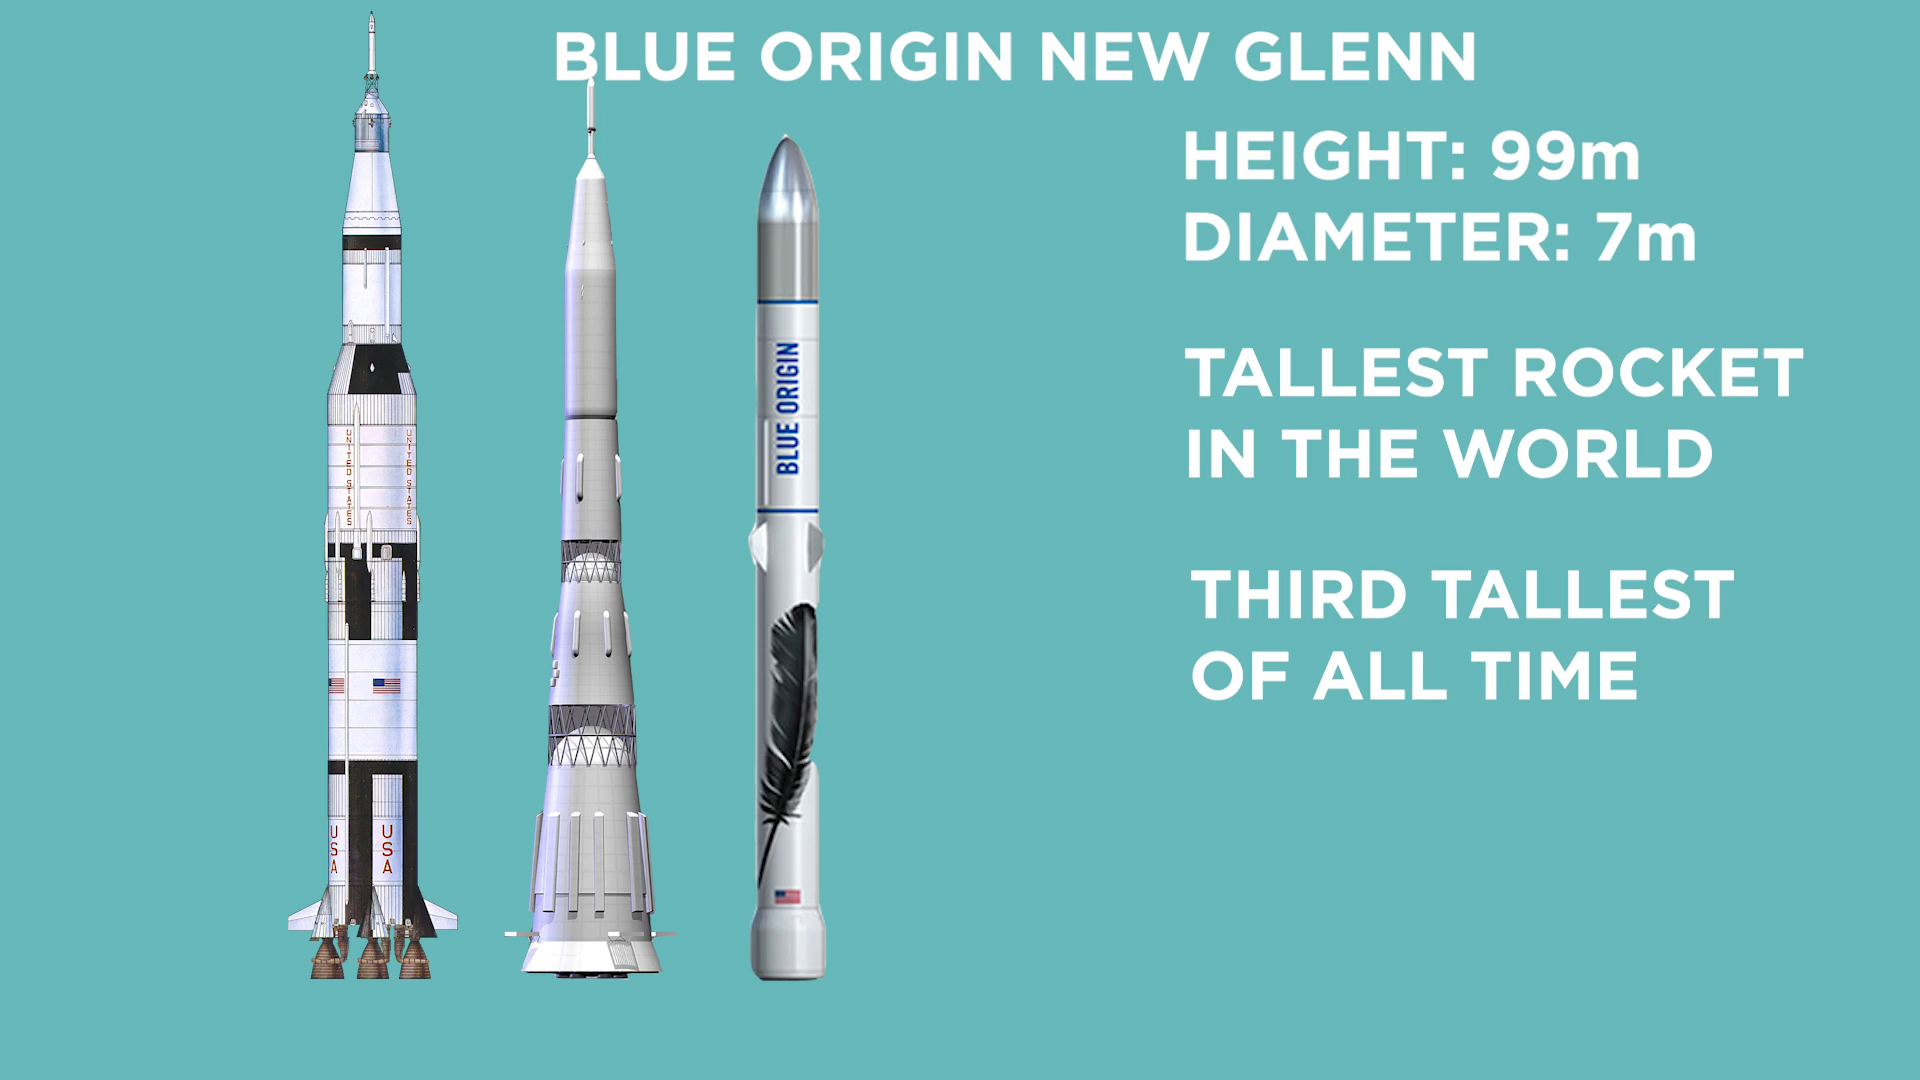 BLUE ORIGIN NEW GLENN
HEIGHT: 99m
DIAMETER: 7m
TALLEST ROCKET
IN THE WORLD
THIRD TALLEST
OF ALL TIME
UNITED STATES
UNITED STATES
USA
USA
BLUE ORIGIN